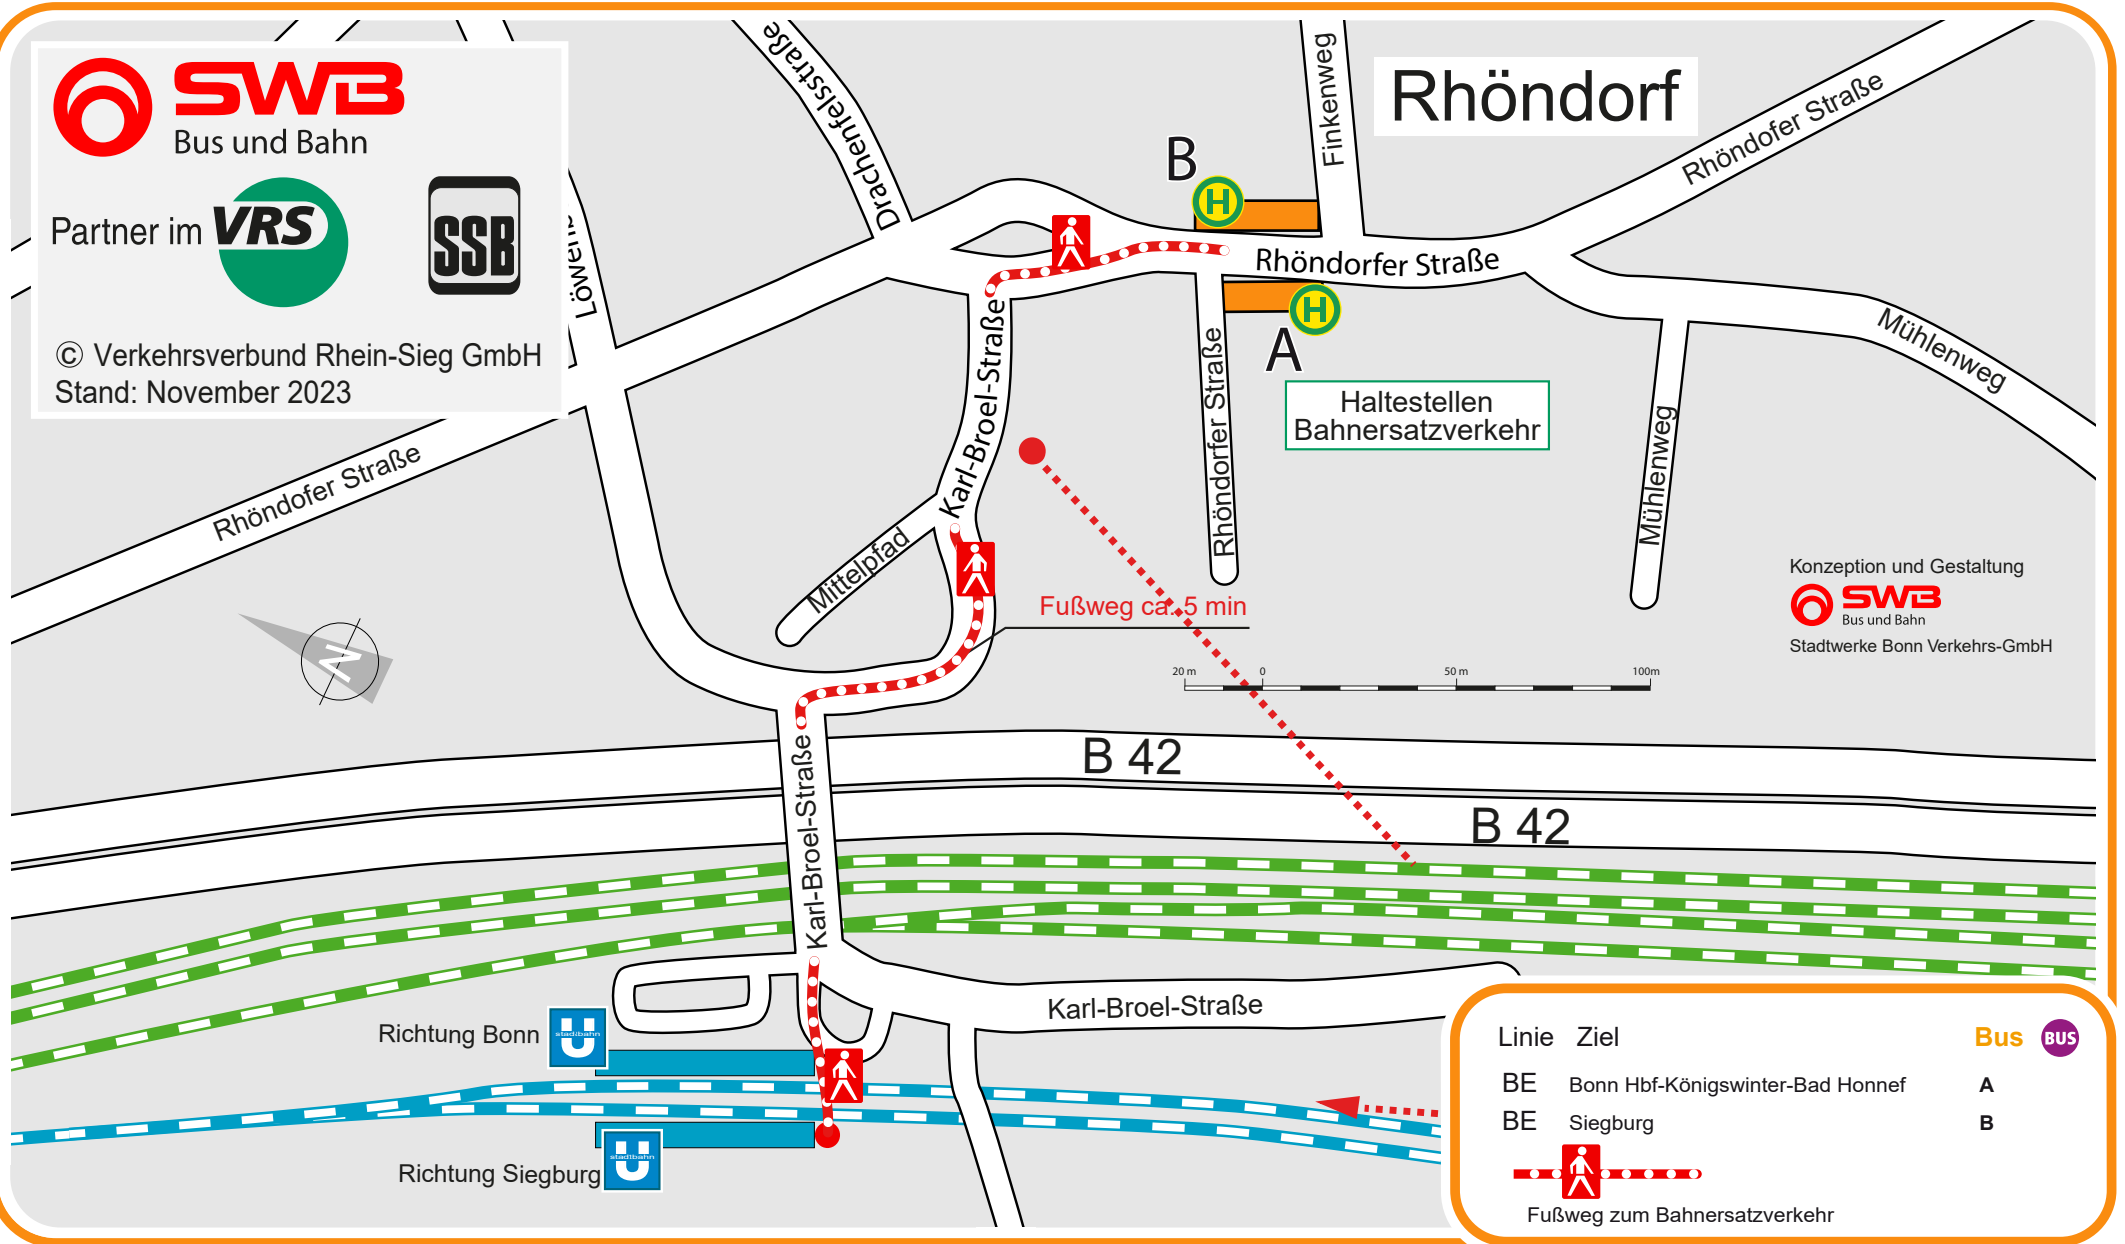 SWB
Bus und Bahn
Partner im VRS
SSB
© Verkehrsverbund Rhein-Sieg GmbH
Stand: November 2023
Drachenfelsstraße
Finkenweg
Rhöndorf
Rhöndofer Straße
B
H
Rhöndorfer Straße
H
A
Haltestellen
Bahnersatzverkehr
Rhöndorfer Straße
Mühlenweg
Mühlenweg
Karl-Broel-Straße
Rhöndofer Straße
Mittelpfad
Fußweg ca. 5 min
N
20 m 0 50 m 100m
Konzeption und Gestaltung
SWB
Bus und Bahn
Stadtwerke Bonn Verkehrs-GmbH
B 42
B 42
Karl-Broel-Straße
Karl-Broel-Straße
Richtung Bonn
stadtbahn
U
Richtung Siegburg
stadtbahn
U
Linie Ziel Bus BUS
BE Bonn Hbf-Königswinter-Bad Honnef A
BE Siegburg B
Fußweg zum Bahnersatzverkehr